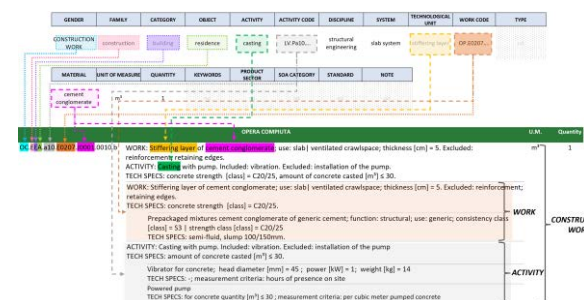 GENDER FAMILY CATEGORY OBJECT ACTIVITY ACTIVITY CODE DISCIPLINE SYSTEM TECHNOLOGICAL UNIT WORK CODE TYPE
CONSTRUCTION WORK construction building residence casting LV.Pa10.... structural engineering slab system stiffening layer OP.E0207....
MATERIAL UNIT OF MEASURE QUANTITY KEYWORDS PRODUCT SECTOR SOA CATEGORY STANDARD NOTE
cement conglomerate m³ 1
OPERA COMPIUTA U.M. Quantity
WORK: Stiffering layer of cement conglomerate; use: slab| ventilated crawlspace; thickness [cm] = 5. Excluded: m³ 1
reinforcement; retaining edges.
ACTIVITY: Casting with pump. Included: vibration. Excluded: installation of the pump.
TECH SPECS: concrete strength [class] = C20/25, amount of concrete casted [m³] ≤ 30.
WORK: Stiffering layer of cement conglomerate; use: slab| ventilated crawlspace; thickness [cm] = 5. Excluded: reinforcement;
retaining edges.
TECH SPECS: concrete strength [class] = C20/25.
Prepackaged mixtures cement conglomerate of generic cement; function: structural; use: generic; consistency class
[class] = S3 | strength class [class] = C20/25
TECH SPECS: semi-fluid, slump 100/150mm.
WORK
ACTIVITY: Casting with pump. Included: vibration. Excluded: installation of the pump
TECH SPECS: amount of concrete casted [m³] ≤ 30.
Vibrator for concrete; head diameter [mm] = 45 ; power [kW] = 1; weight [kg] = 14
TECH SPECS: -; measurement criteria: hours of presence on site
ACTIVITY
Powered pump
TECH SPECS: for concrete quantity [m³] ≤ 30 ; measurement criteria: per cubic meter pumped concrete